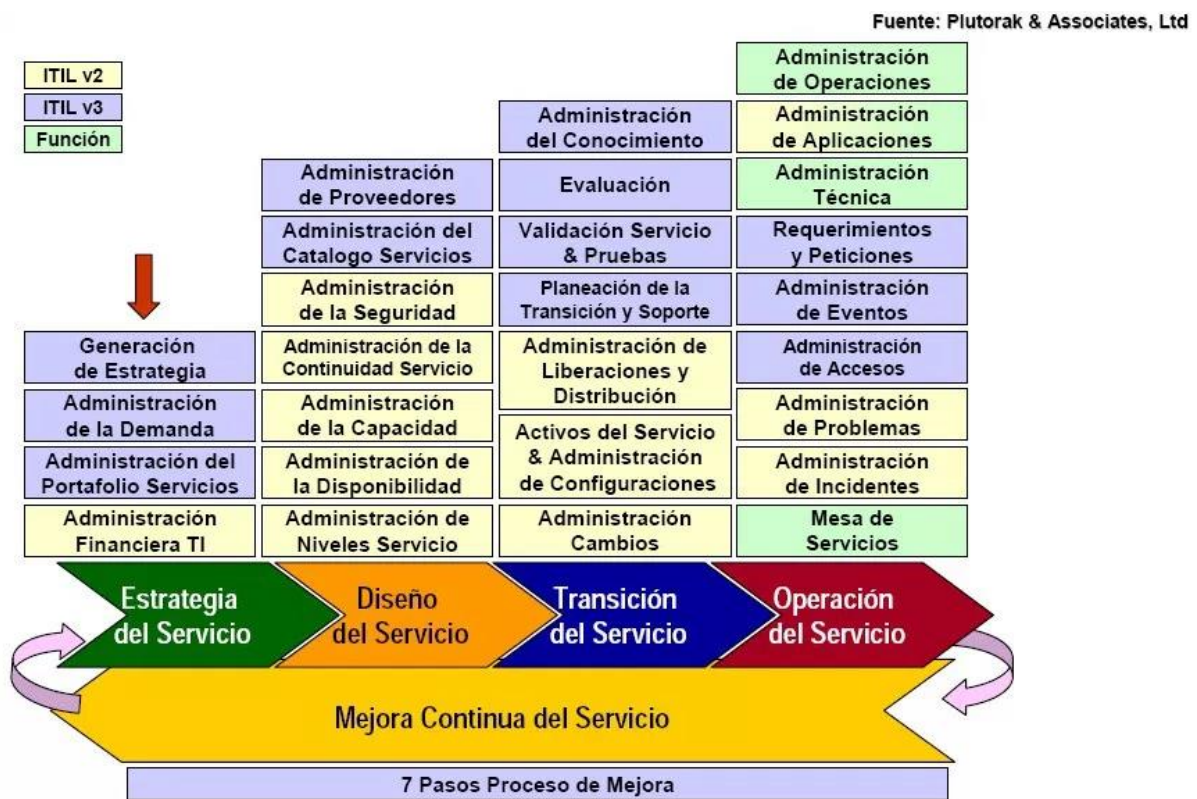 Fuente: Plutorak & Associates, Ltd
ITIL v2
ITIL v3
Función
Generación
de Estrategia
Administración
de la Demanda
Administración del
Portafolio Servicios
Administración
Financiera TI
Administración
de Proveedores
Administración del
Catalogo Servicios
Administración
de la Seguridad
Administración de la
Continuidad Servicio
Administración
de la Capacidad
Administración de
la Disponibilidad
Administración de
Niveles Servicio
Administración
del Conocimiento
Evaluación
Validación Servicio
& Pruebas
Planeación de la
Transición y Soporte
Administración de
Liberaciones y
Distribución
Activos del Servicio
& Administración
de Configuraciones
Administración
Cambios
Administración
de Operaciones
Administración
de Aplicaciones
Administración
Técnica
Requerimientos
y Peticiones
Administración
de Eventos
Administración
de Accesos
Administración
de Problemas
Administración
de Incidentes
Mesa de
Servicios
Estrategia
del Servicio
Diseño
del Servicio
Transición
del Servicio
Operación
del Servicio
Mejora Continua del Servicio
7 Pasos Proceso de Mejora